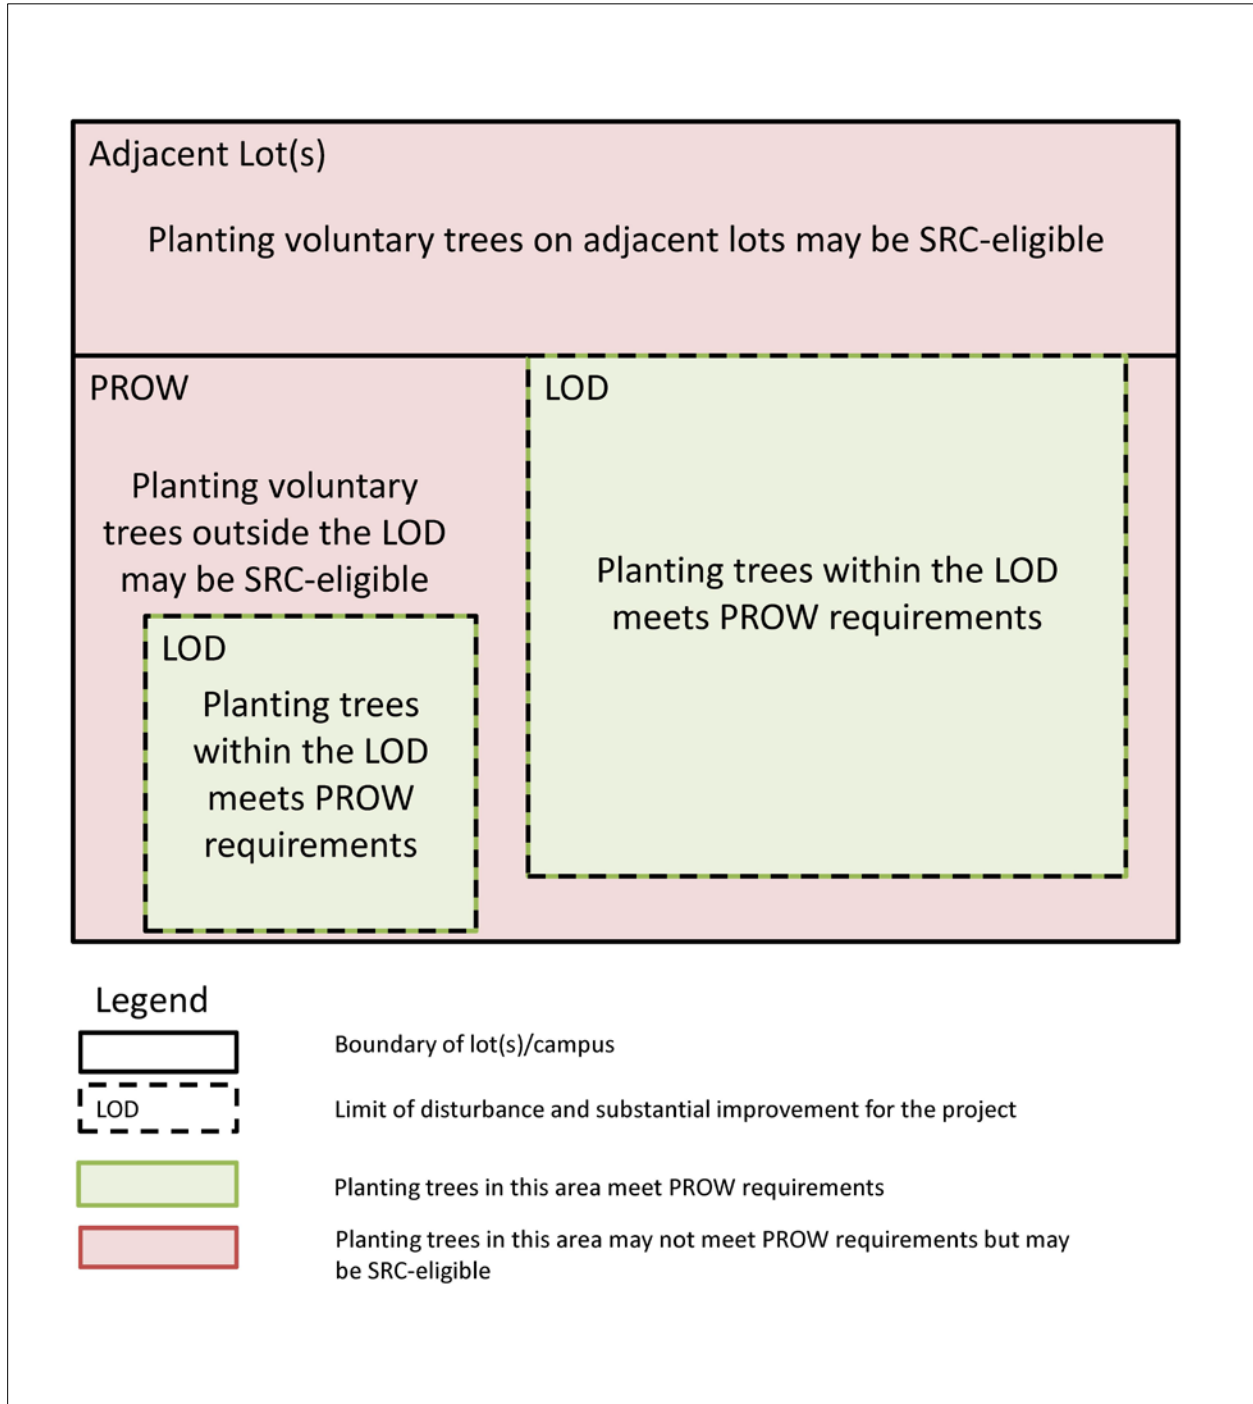 Adjacent Lot(s)
Planting voluntary trees on adjacent lots may be SRC-eligible
PROW
Planting voluntary
trees outside the LOD
may be SRC-eligible
LOD
Planting trees
within the LOD
meets PROW
requirements
LOD
Planting trees within the LOD
meets PROW requirements
Legend
Boundary of lot(s)/campus
LOD
Limit of disturbance and substantial improvement for the project
Planting trees in this area meet PROW requirements
Planting trees in this area may not meet PROW requirements but may
be SRC-eligible